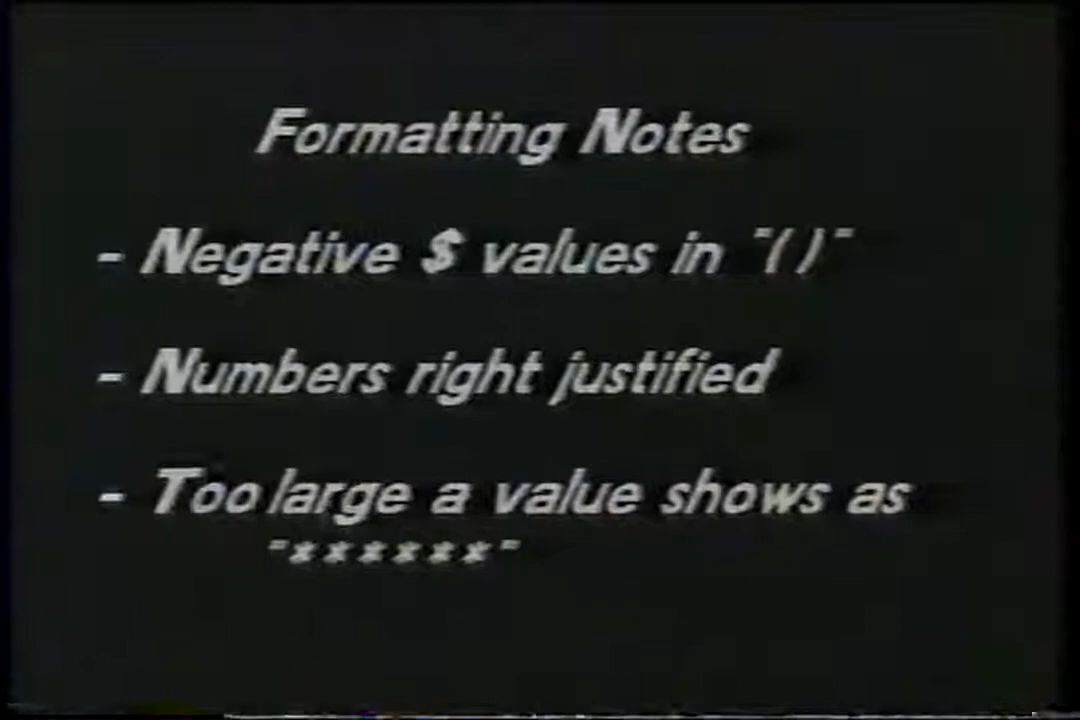 Formatting Notes
- Negative $ values in "( )"
- Numbers right justified
- Too large a value shows as
"******"